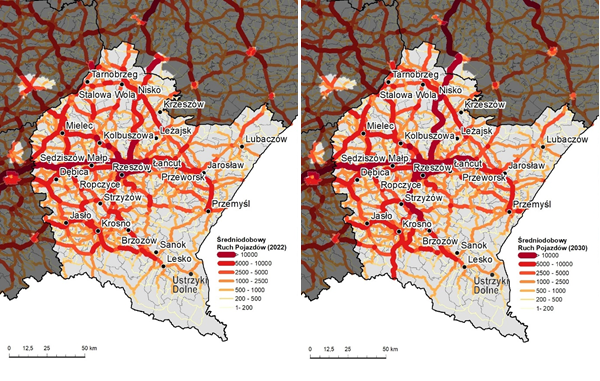 Tarnobrzeg
Stalowa Wola
Nisko
Krzeszów
Mielec
Kolbuszowa
Leżajsk
Lubaczów
Sędziszów Młp.
Rzeszów
Łańcut
Jarosław
Dębica
Ropczyce
Przeworsk
Strzyżów
Przemyśl
Jasło
Krosno
Brzozów
Sanok
Lesko
Ustrzyki
Dolne
Średniodobowy
Ruch Pojazdów (2022)
> 10000
5000 - 10000
2500 - 5000
1000 - 2500
500 - 1000
200 - 500
1- 200
0 12,5 25 50 km
Tarnobrzeg
Stalowa Wola
Nisko
Krzeszów
Mielec
Kolbuszowa
Leżajsk
Lubaczów
Sędziszów Młp.
Rzeszów
Łańcut
Jarosław
Dębica
Ropczyce
Przeworsk
Strzyżów
Przemyśl
Jasło
Krosno
Brzozów
Sanok
Lesko
Ustrzyki
Dolne
Średniodobowy
Ruch Pojazdów (2030)
> 10000
5000 - 10000
2500 - 5000
1000 - 2500
500 - 1000
200 - 500
1- 200
0 12,5 25 50 km